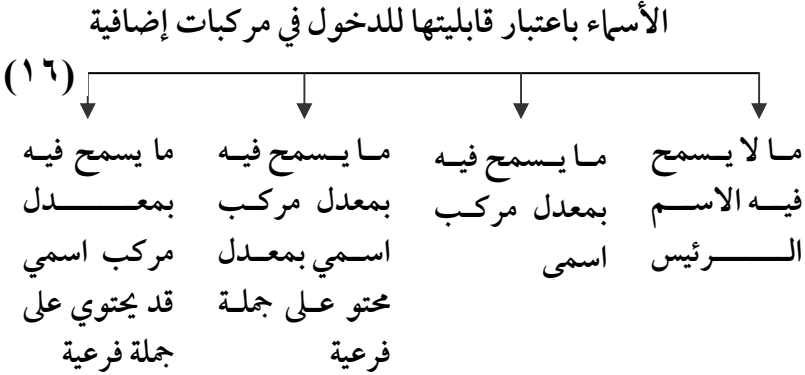 الأسماء باعتبار قابليتها للدخول في مركبات إضافية
(١٦)
ما لا يسمح
فيه الاسم
الرئيس
ما يسمح فيه
بمعدل مركب
اسمى
ما يسمح فيه
بمعدل مركب
اسمي بمعدل
محتو على جملة
فرعية
ما يسمح فيه
بمعدل
مركب اسمي
قد يحتوي على
جملة فرعية